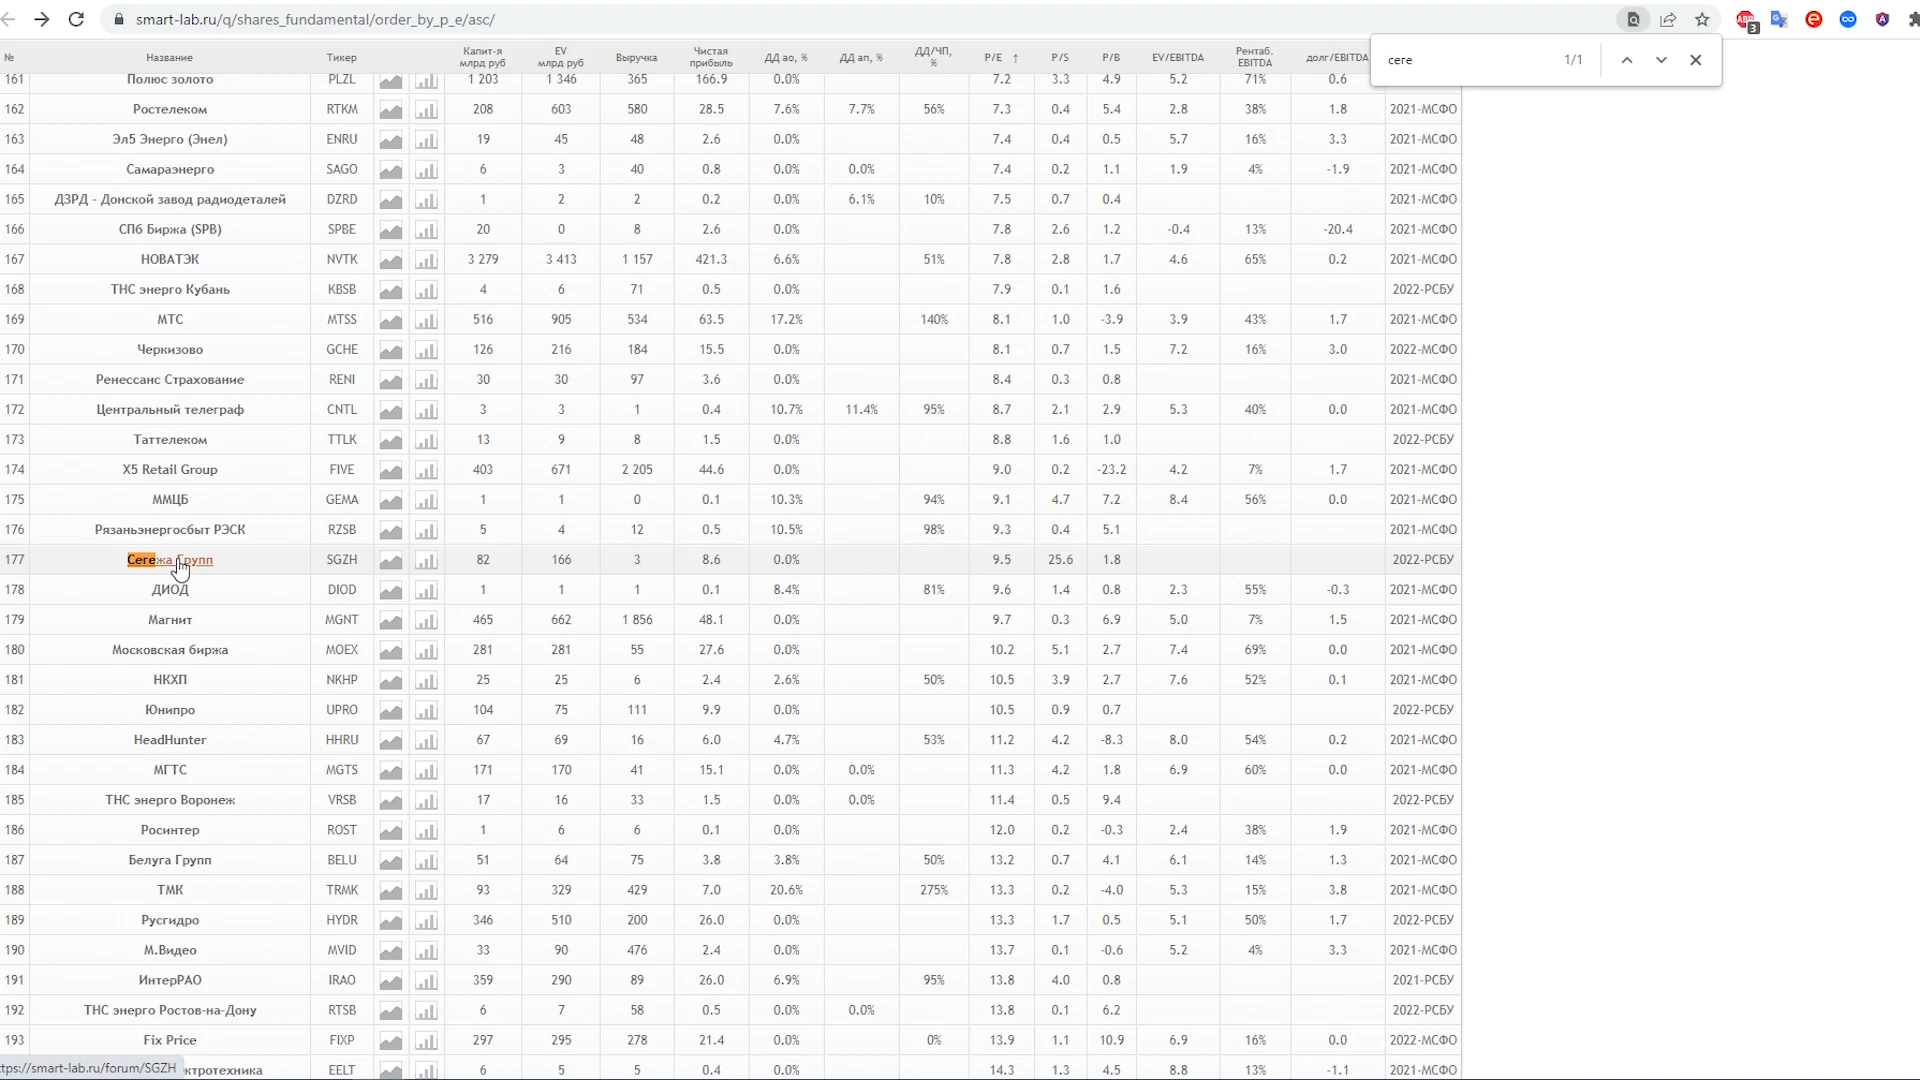 smart-lab.ru/q/shares_fundamental/order_by_p_e/asc/
3
сеге 1/1
№ Название Тикер Капит-я млрд руб EV млрд руб Выручка Чистая прибыль ДД ао, % ДД ап, % ДД/ЧП, % P/E ↑ P/S P/B EV/EBITDA Рентаб. EBITDA долг/EBITDA
161 Полюс золото PLZL 1 203 1 346 365 166.9 0.0% 7.2 3.3 4.9 5.2 71% 0.6
162 Ростелеком RTKM 208 603 580 28.5 7.6% 7.7% 56% 7.3 0.4 5.4 2.8 38% 1.8 2021-МСФО
163 Эл5 Энерго (Энел) ENRU 19 45 48 2.6 0.0% 7.4 0.4 0.5 5.7 16% 3.3 2021-МСФО
164 Самараэнерго SAGO 6 3 40 0.8 0.0% 0.0% 7.4 0.2 1.1 1.9 4% -1.9 2021-МСФО
165 ДЗРД - Донской завод радиодеталей DZRD 1 2 2 0.2 0.0% 6.1% 10% 7.5 0.7 0.4 2021-МСФО
166 СПб Биржа (SPB) SPBE 20 0 8 2.6 0.0% 7.8 2.6 1.2 -0.4 13% -20.4 2021-МСФО
167 НОВАТЭК NVTK 3 279 3 413 1 157 421.3 6.6% 51% 7.8 2.8 1.7 4.6 65% 0.2 2021-МСФО
168 ТНС энерго Кубань KBSB 4 6 71 0.5 0.0% 7.9 0.1 1.6 2022-РСБУ
169 МТС MTSS 516 905 534 63.5 17.2% 140% 8.1 1.0 -3.9 3.9 43% 1.7 2021-МСФО
170 Черкизово GCHE 126 216 184 15.5 0.0% 8.1 0.7 1.5 7.2 16% 3.0 2022-МСФО
171 Ренессанс Страхование RENI 30 30 97 3.6 0.0% 8.4 0.3 0.8 2021-МСФО
172 Центральный телеграф CNTL 3 3 1 0.4 10.7% 11.4% 95% 8.7 2.1 2.9 5.3 40% 0.0 2021-МСФО
173 Таттелеком TTLK 13 9 8 1.5 0.0% 8.8 1.6 1.0 2022-РСБУ
174 X5 Retail Group FIVE 403 671 2 205 44.6 0.0% 9.0 0.2 -23.2 4.2 7% 1.7 2021-МСФО
175 ММЦБ GEMA 1 1 0 0.1 10.3% 94% 9.1 4.7 7.2 8.4 56% 0.0 2021-МСФО
176 Рязаньэнергосбыт РЭСК RZSB 5 4 12 0.5 10.5% 98% 9.3 0.4 5.1 2021-МСФО
177 Сегежа Групп SGZH 82 166 3 8.6 0.0% 9.5 25.6 1.8 2022-РСБУ
178 ДИОД DIOD 1 1 1 0.1 8.4% 81% 9.6 1.4 0.8 2.3 55% -0.3 2021-МСФО
179 Магнит MGNT 465 662 1 856 48.1 0.0% 9.7 0.3 6.9 5.0 7% 1.5 2021-МСФО
180 Московская биржа MOEX 281 281 55 27.6 0.0% 10.2 5.1 2.7 7.4 69% 0.0 2021-МСФО
181 НКХП NKHP 25 25 6 2.4 2.6% 50% 10.5 3.9 2.7 7.6 52% 0.1 2021-МСФО
182 Юнипро UPRO 104 75 111 9.9 0.0% 10.5 0.9 0.7 2022-РСБУ
183 HeadHunter HHRU 67 69 16 6.0 4.7% 53% 11.2 4.2 -8.3 8.0 54% 0.2 2021-МСФО
184 МГТС MGTS 171 170 41 15.1 0.0% 0.0% 11.3 4.2 1.8 6.9 60% 0.0 2021-МСФО
185 ТНС энерго Воронеж VRSB 17 16 33 1.5 0.0% 0.0% 11.4 0.5 9.4 2022-РСБУ
186 Росинтер ROST 1 6 6 0.1 0.0% 12.0 0.2 -0.3 2.4 38% 1.9 2021-МСФО
187 Белуга Групп BELU 51 64 75 3.8 3.8% 50% 13.2 0.7 4.1 6.1 14% 1.3 2021-МСФО
188 ТМК TRMK 93 329 429 7.0 20.6% 275% 13.3 0.2 -4.0 5.3 15% 3.8 2021-МСФО
189 Русгидро HYDR 346 510 200 26.0 0.0% 13.3 1.7 0.5 5.1 50% 1.7 2022-РСБУ
190 М.Видео MVID 33 90 476 2.4 0.0% 13.7 0.1 -0.6 5.2 4% 3.3 2021-МСФО
191 ИнтерРАО IRAO 359 290 89 26.0 6.9% 95% 13.8 4.0 0.8 2021-РСБУ
192 ТНС энерго Ростов-на-Дону RTSB 6 7 58 0.5 0.0% 0.0% 13.8 0.1 6.2 2022-РСБУ
193 Fix Price FIXP 297 295 278 21.4 0% 13.9 1.1 10.9 6.9 16% 0.0 2021-МСФО
ктротехника EELT 6 5 5 0.4 0.0% 14.3 1.3 4.5 8.8 13% -1.1 2021-МСФО
ttps://smart-lab.ru/forum/SGZH